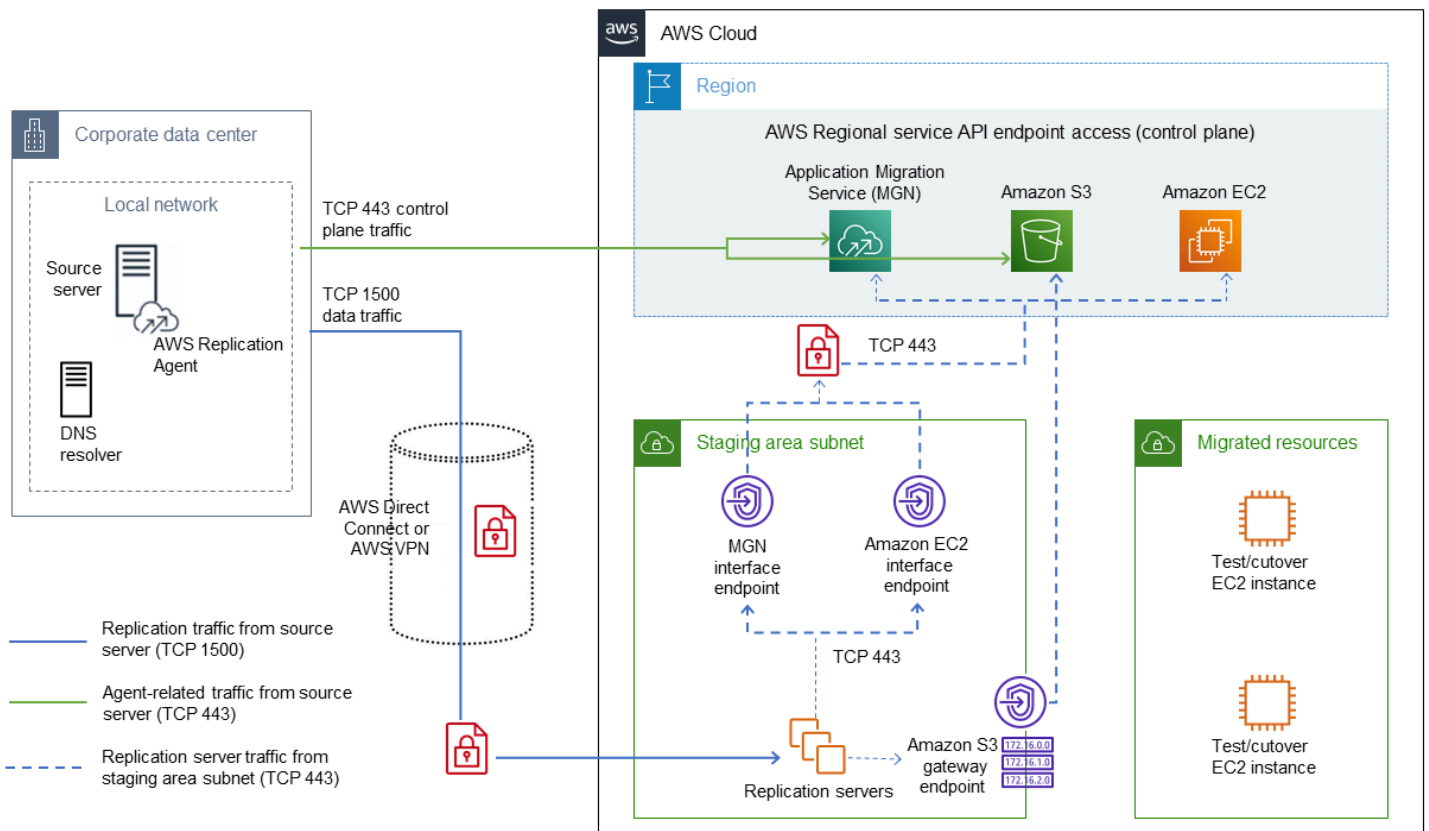 aws
AWS Cloud
Region
AWS Regional service API endpoint access (control plane)
Application Migration
Service (MGN)
Amazon S3
Amazon EC2
Corporate data center
Local network
Source
server
AWS Replication
Agent
DNS
resolver
TCP 443 control
plane traffic
TCP 1500
data traffic
TCP 443
AWS Direct
Connect or
AWS VPN
Staging area subnet
MGN
interface
endpoint
Amazon EC2
interface
endpoint
TCP 443
Replication servers
Amazon S3
gateway
endpoint
172.16.0.0
172.16.1.0
172.16.2.0
Migrated resources
Test/cutover
EC2 instance
Test/cutover
EC2 instance
Replication traffic from source
server (TCP 1500)
Agent-related traffic from source
server (TCP 443)
Replication server traffic from
staging area subnet (TCP 443)